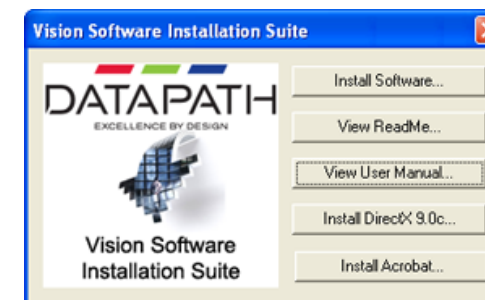 Vision Software Installation Suite
DATAPATH
EXCELLENCE BY DESIGN
Vision Software
Installation Suite
Install Software...
View ReadMe...
View User Manual...
Install DirectX 9.0c...
Install Acrobat...